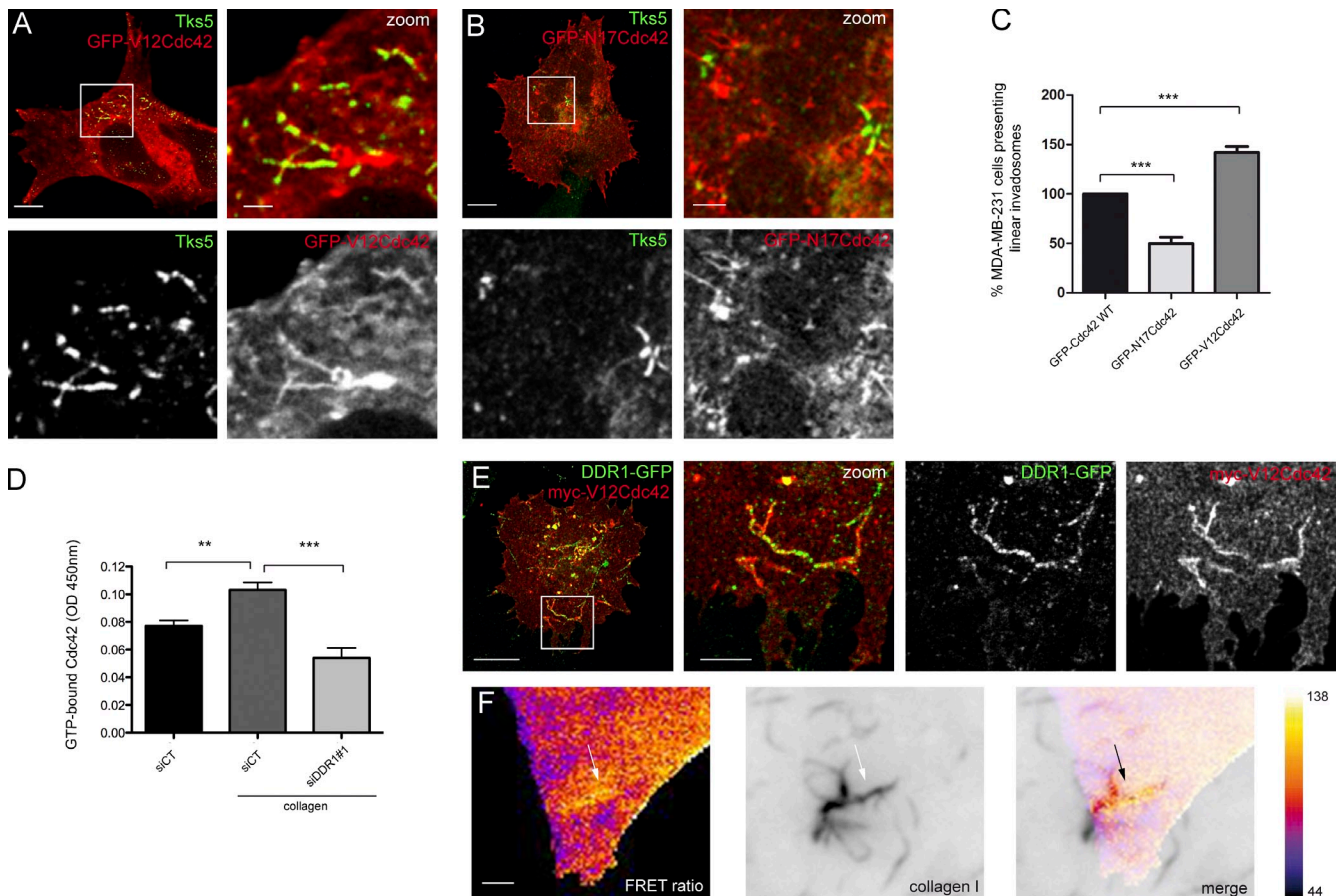 A
Tks5
GFP-V12Cdc42
zoom
Tks5
GFP-V12Cdc42
B
Tks5
GFP-N17Cdc42
zoom
Tks5
GFP-N17Cdc42
C
% MDA-MB-231 cells presenting
linear invadosomes
200
150
100
50
0
***
***
GFP-Cdc42 WT
GFP-N17Cdc42
GFP-V12Cdc42
D
GTP-bound Cdc42 (OD 450nm)
0.12
0.10
0.08
0.06
0.04
0.02
0.00
**
***
siCT
siCT
siDDR1#1
collagen
E
DDR1-GFP
myc-V12Cdc42
zoom
DDR1-GFP
myc-V12Cdc42
F
FRET ratio
collagen I
merge
138
44